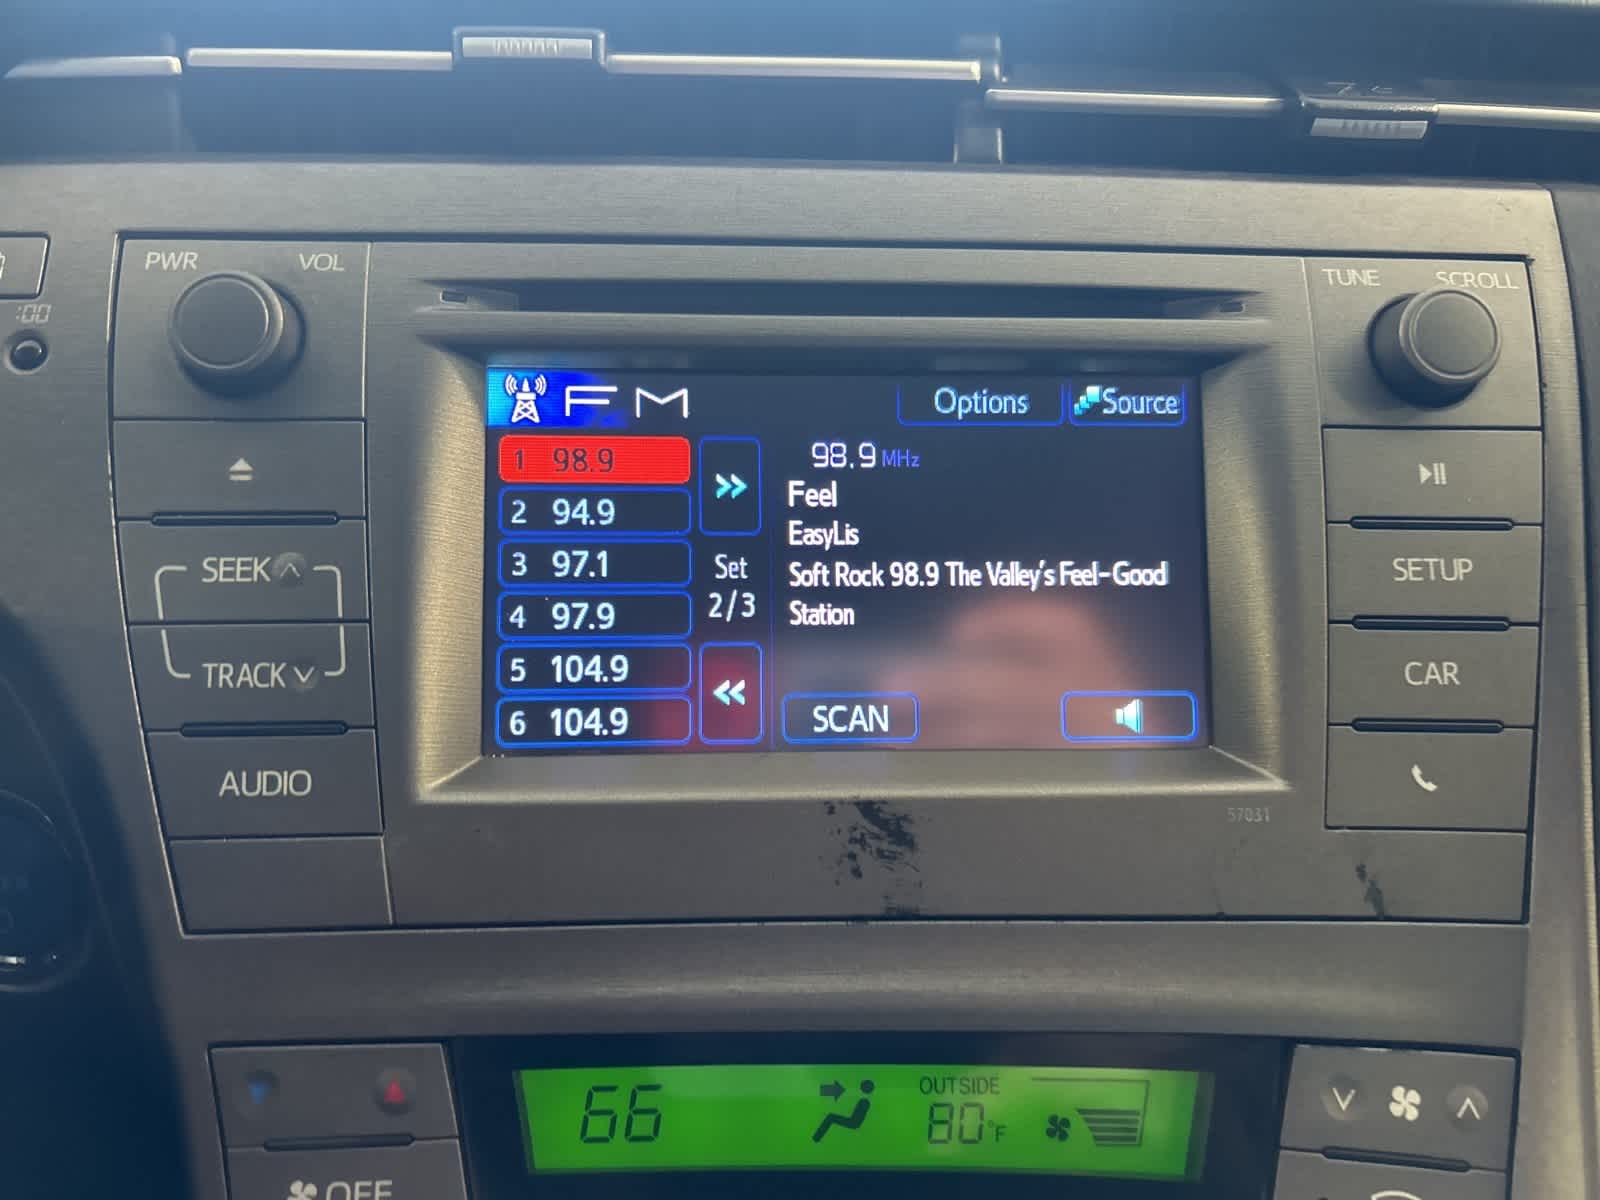 PWR VOL
TUNE SCROLL
:00
FM
Options
Source
1 98.9
2 94.9
3 97.1
4 97.9
5 104.9
6 104.9
Set
2/3
98.9 MHz
Feel
EasyLis
Soft Rock 98.9 The Valley's Feel-Good
Station
SCAN
SEEK
TRACK
AUDIO
SETUP
CAR
57031
66
OUTSIDE
80°F
OFF